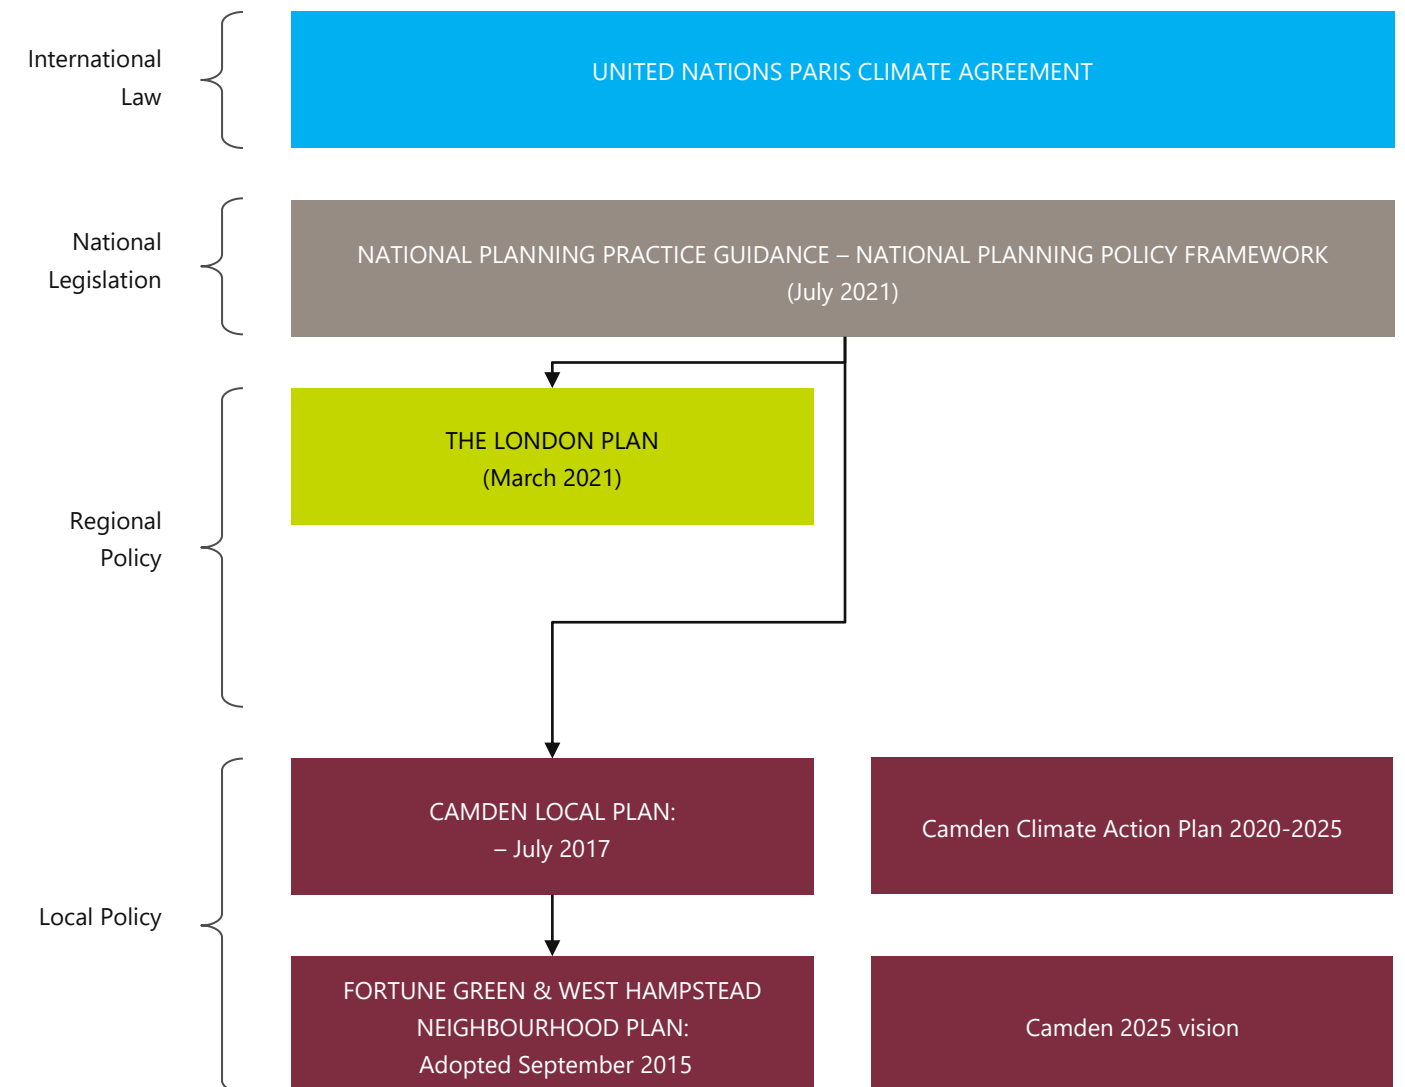 International
Law
UNITED NATIONS PARIS CLIMATE AGREEMENT
National
Legislation
NATIONAL PLANNING PRACTICE GUIDANCE – NATIONAL PLANNING POLICY FRAMEWORK
(July 2021)
Regional
Policy
THE LONDON PLAN
(March 2021)
Local Policy
CAMDEN LOCAL PLAN:
– July 2017
Camden Climate Action Plan 2020-2025
FORTUNE GREEN & WEST HAMPSTEAD
NEIGHBOURHOOD PLAN:
Adopted September 2015
Camden 2025 vision